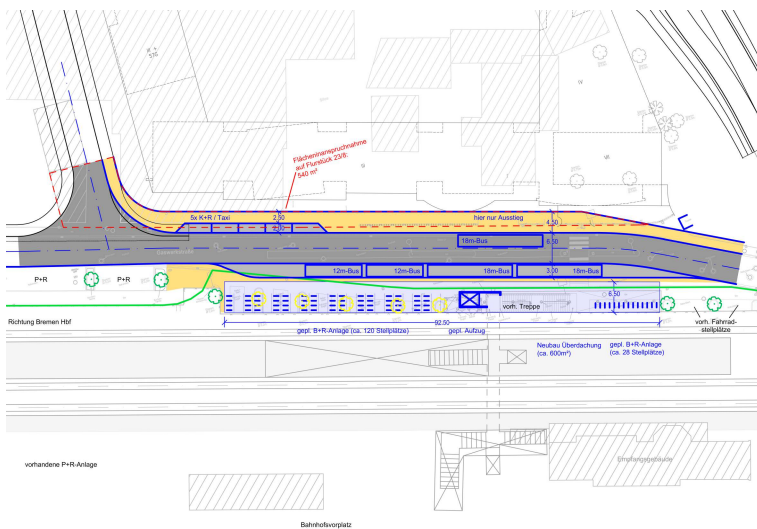 Flächeninanspruchnahme
auf Flurstück 23/8:
540 m²
5x K+R / Taxi
2.50
hier nur Ausstieg
4.50
2.00
18m-Bus
6.50
12m-Bus
12m-Bus
18m-Bus
3.00
18m-Bus
P+R
P+R
6.50
vorh. Treppe
Richtung Bremen Hbf
92.50
gepl. B+R-Anlage (ca. 120 Stellplätze)
gepl. Aufzug
vorh. Fahrrad-
stellplätze
Neubau Überdachung
(ca. 600m²)
gepl. B+R-Anlage
(ca. 28 Stellplätze)
vorhandene P+R-Anlage
Empfangsgebäude
Bahnhofsvorplatz